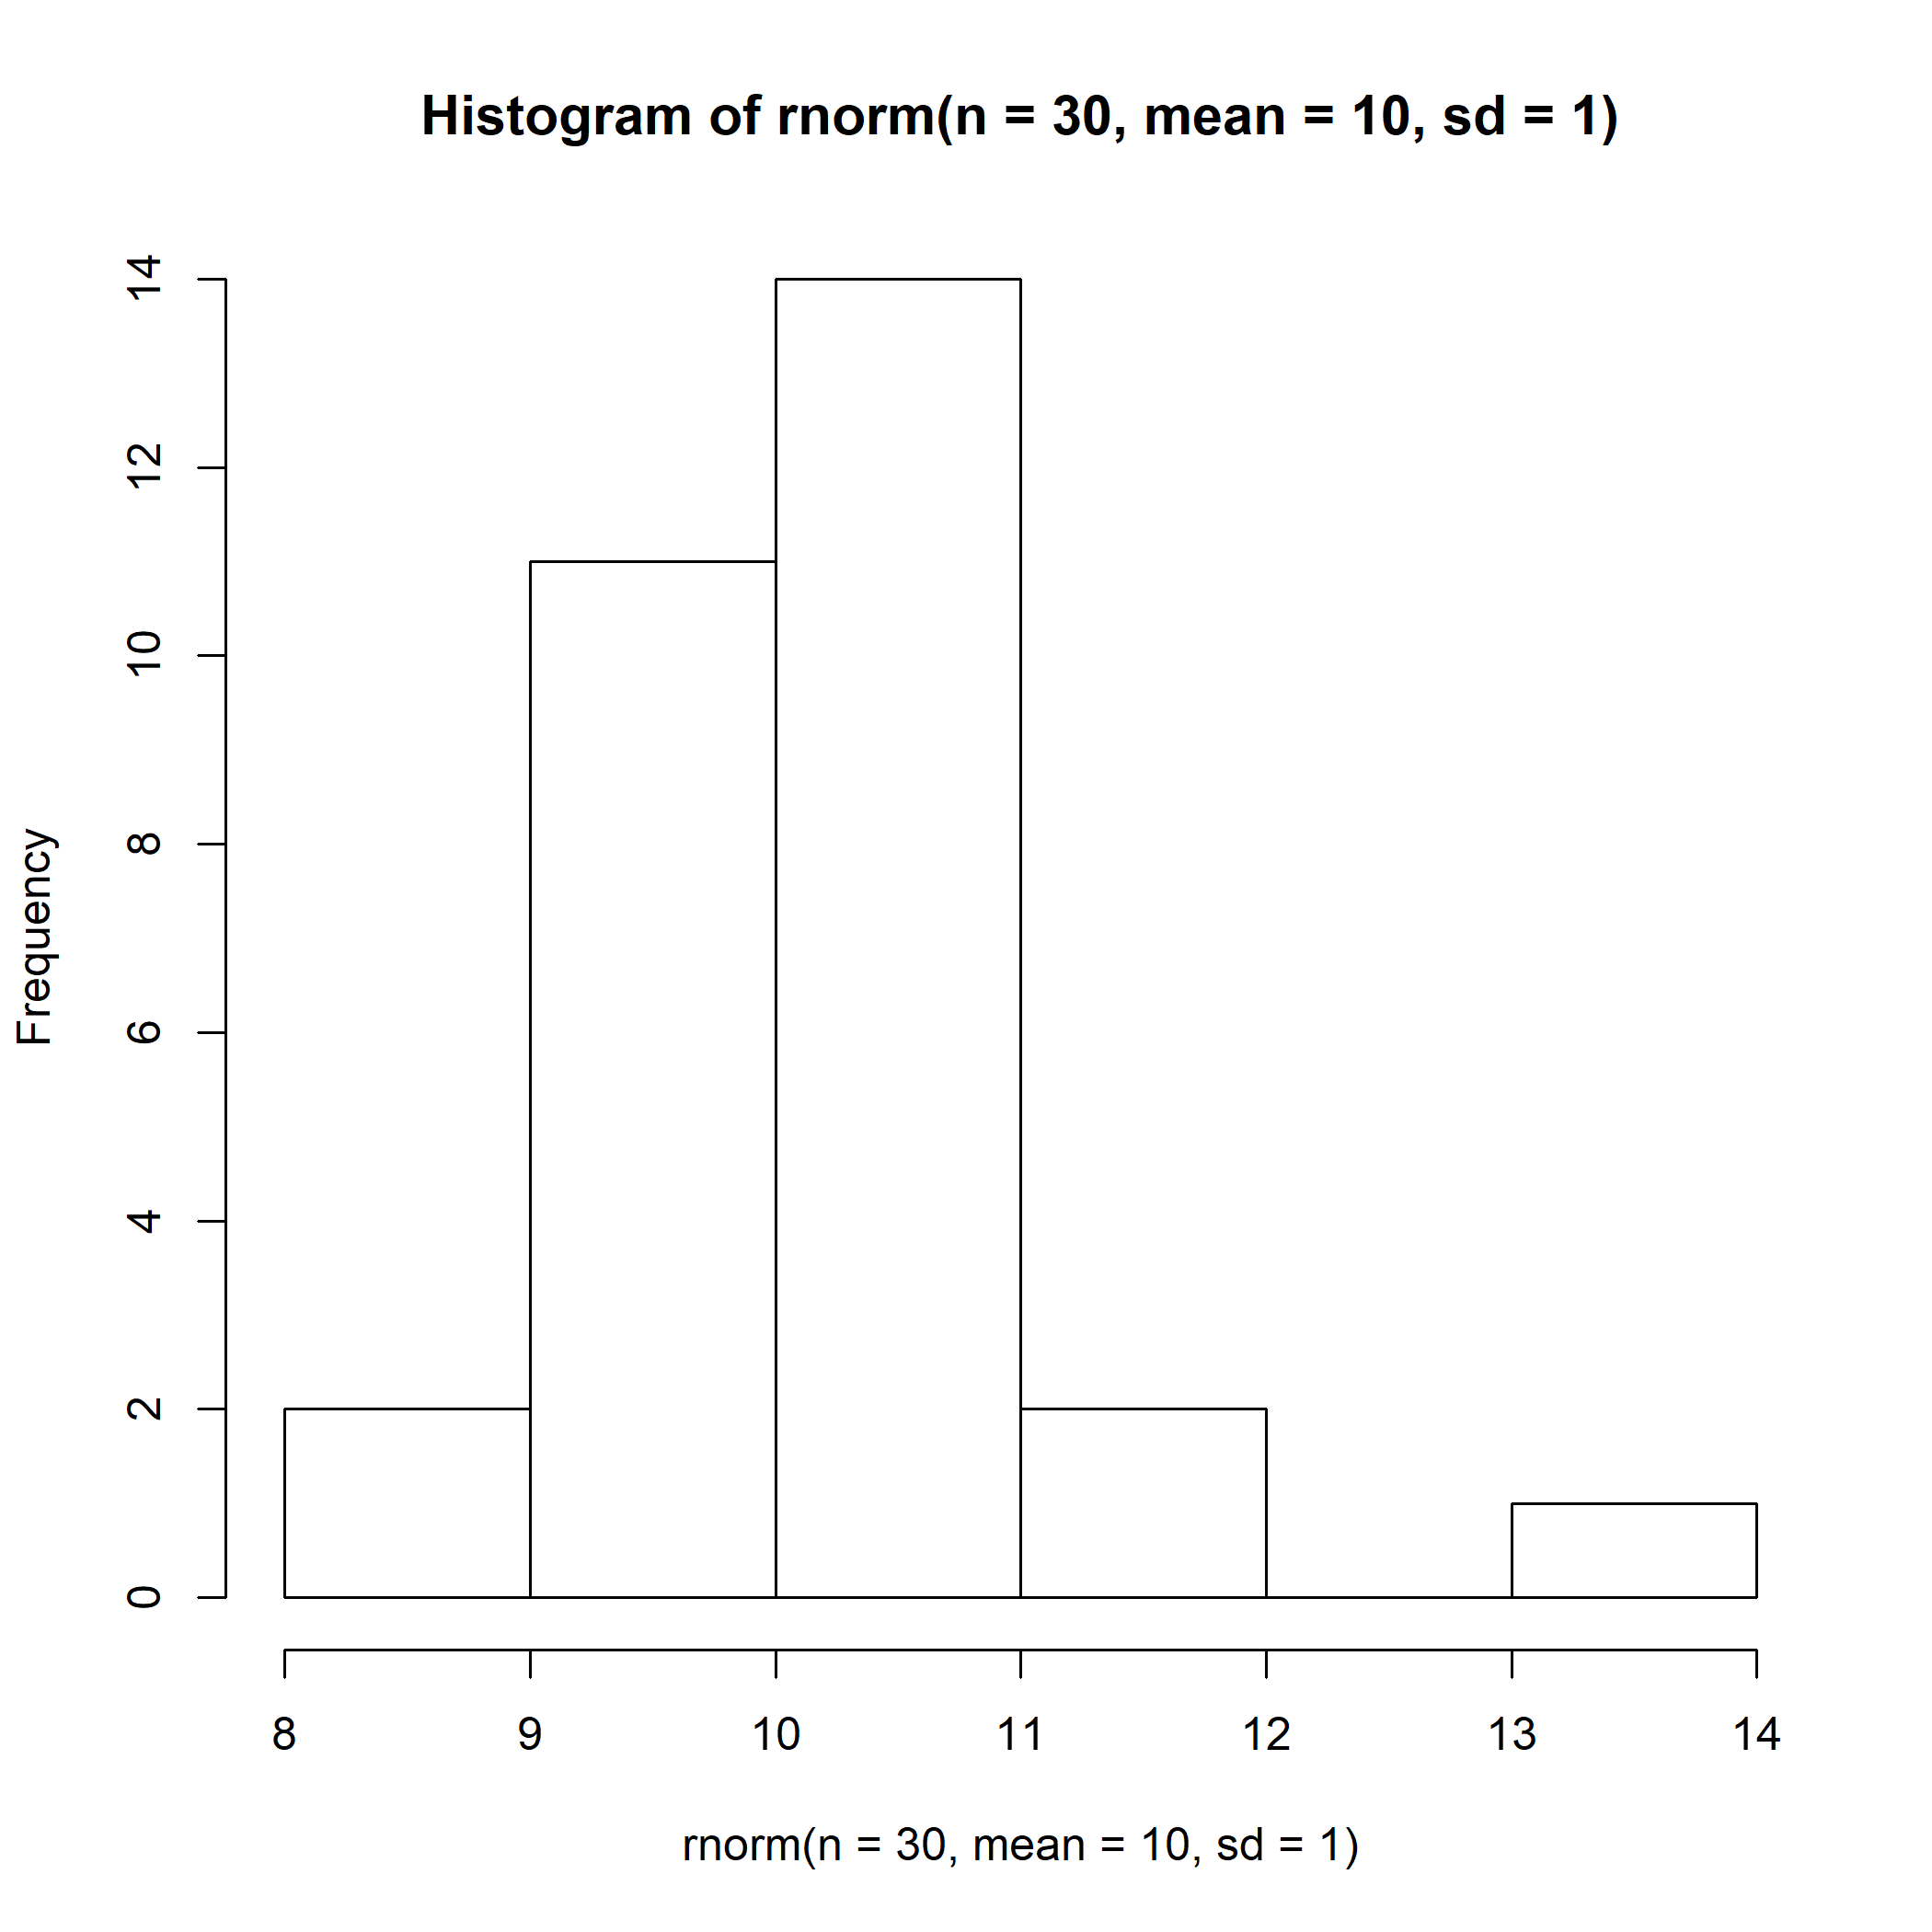 Histogram of rnorm(n = 30, mean = 10, sd = 1)
Frequency
14
12
10
8
6
4
2
0
8 9 10 11 12 13 14
rnorm(n = 30, mean = 10, sd = 1)